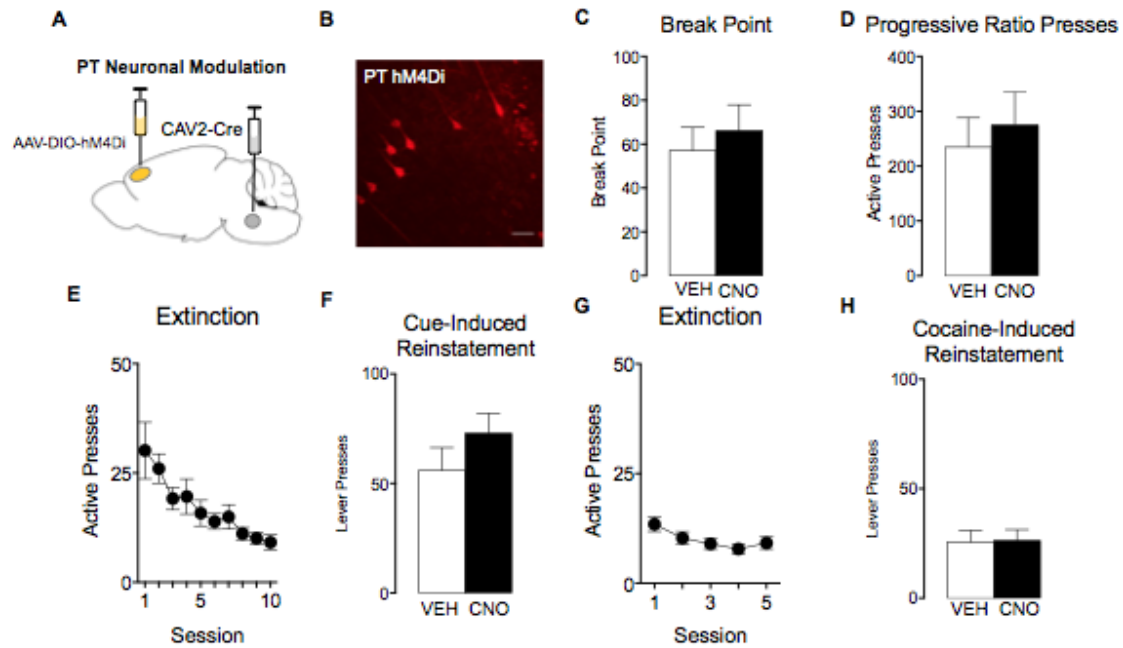 A
PT Neuronal Modulation
AAV-DIO-hM4Di
CAV2-Cre
B
PT hM4Di
C
Break Point
Break Point
100
80
60
40
20
0
VEH CNO
D
Progressive Ratio Presses
Active Presses
400
300
200
100
0
VEH CNO
E
Extinction
Active Presses
50
25
0
1 5 10
Session
F
Cue-Induced
Reinstatement
Lever Presses
100
50
0
VEH CNO
G
Extinction
Active Presses
50
25
0
1 3 5
Session
H
Cocaine-Induced
Reinstatement
Lever Presses
100
50
0
VEH CNO